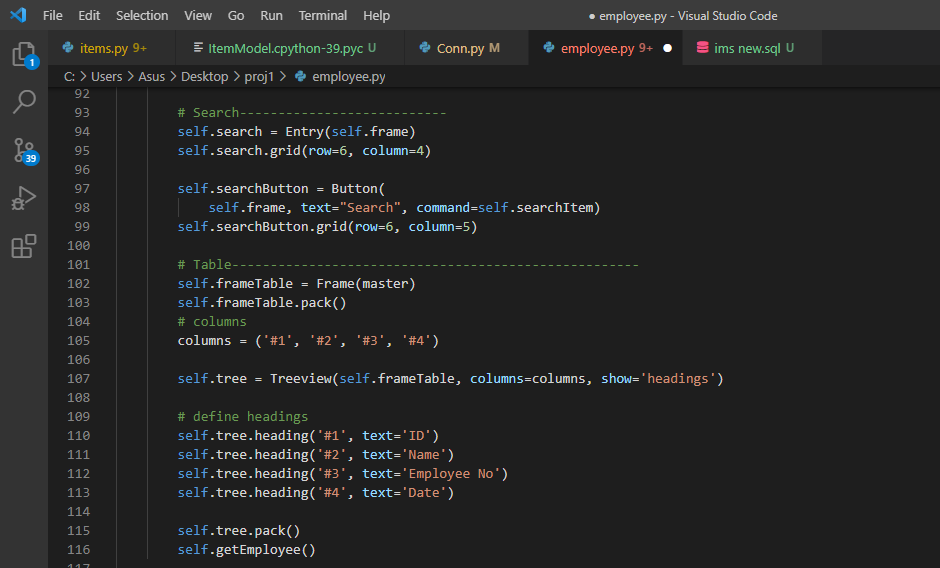 File Edit Selection View Go Run Terminal Help ● employee.py - Visual Studio Code
items.py 9+ ItemModel.cpython-39.pyc U Conn.py M employee.py 9+ ● ims new.sql U
C: > Users > Asus > Desktop > proj1 > employee.py
1
39
92
93 # Search---------------------------
94 self.search = Entry(self.frame)
95 self.search.grid(row=6, column=4)
96
97 self.searchButton = Button(
98 self.frame, text="Search", command=self.searchItem)
99 self.searchButton.grid(row=6, column=5)
100
101 # Table-----------------------------------------------------
102 self.frameTable = Frame(master)
103 self.frameTable.pack()
104 # columns
105 columns = ('#1', '#2', '#3', '#4')
106
107 self.tree = Treeview(self.frameTable, columns=columns, show='headings')
108
109 # define headings
110 self.tree.heading('#1', text='ID')
111 self.tree.heading('#2', text='Name')
112 self.tree.heading('#3', text='Employee No')
113 self.tree.heading('#4', text='Date')
114
115 self.tree.pack()
116 self.getEmployee()
117